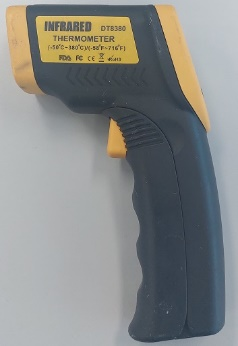 INFRARED DT8380
THERMOMETER
(-50°C~380°C)/(-58°F~716°F)
FDA FC CE